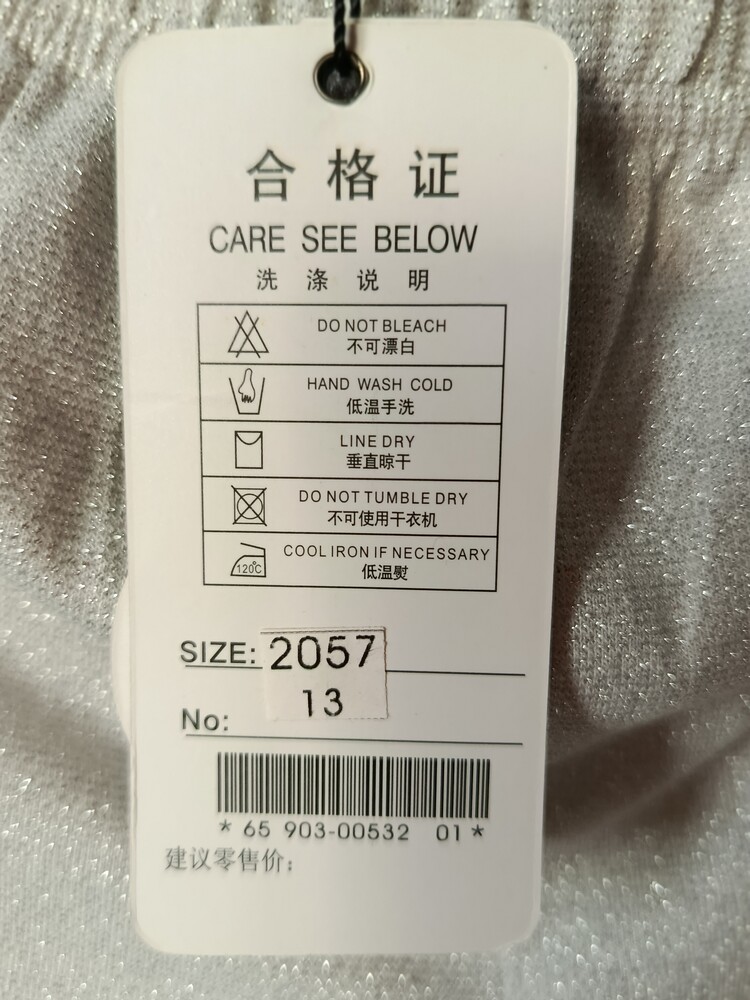 合格证
CARE SEE BELOW
洗涤说明
DO NOT BLEACH
不可漂白
HAND WASH COLD
低温手洗
LINE DRY
垂直晾干
DO NOT TUMBLE DRY
不可使用干衣机
COOL IRON IF NECESSARY
120℃
低温熨
SIZE: 2057
13
No:
* 65 903-00532 01 *
建议零售价: